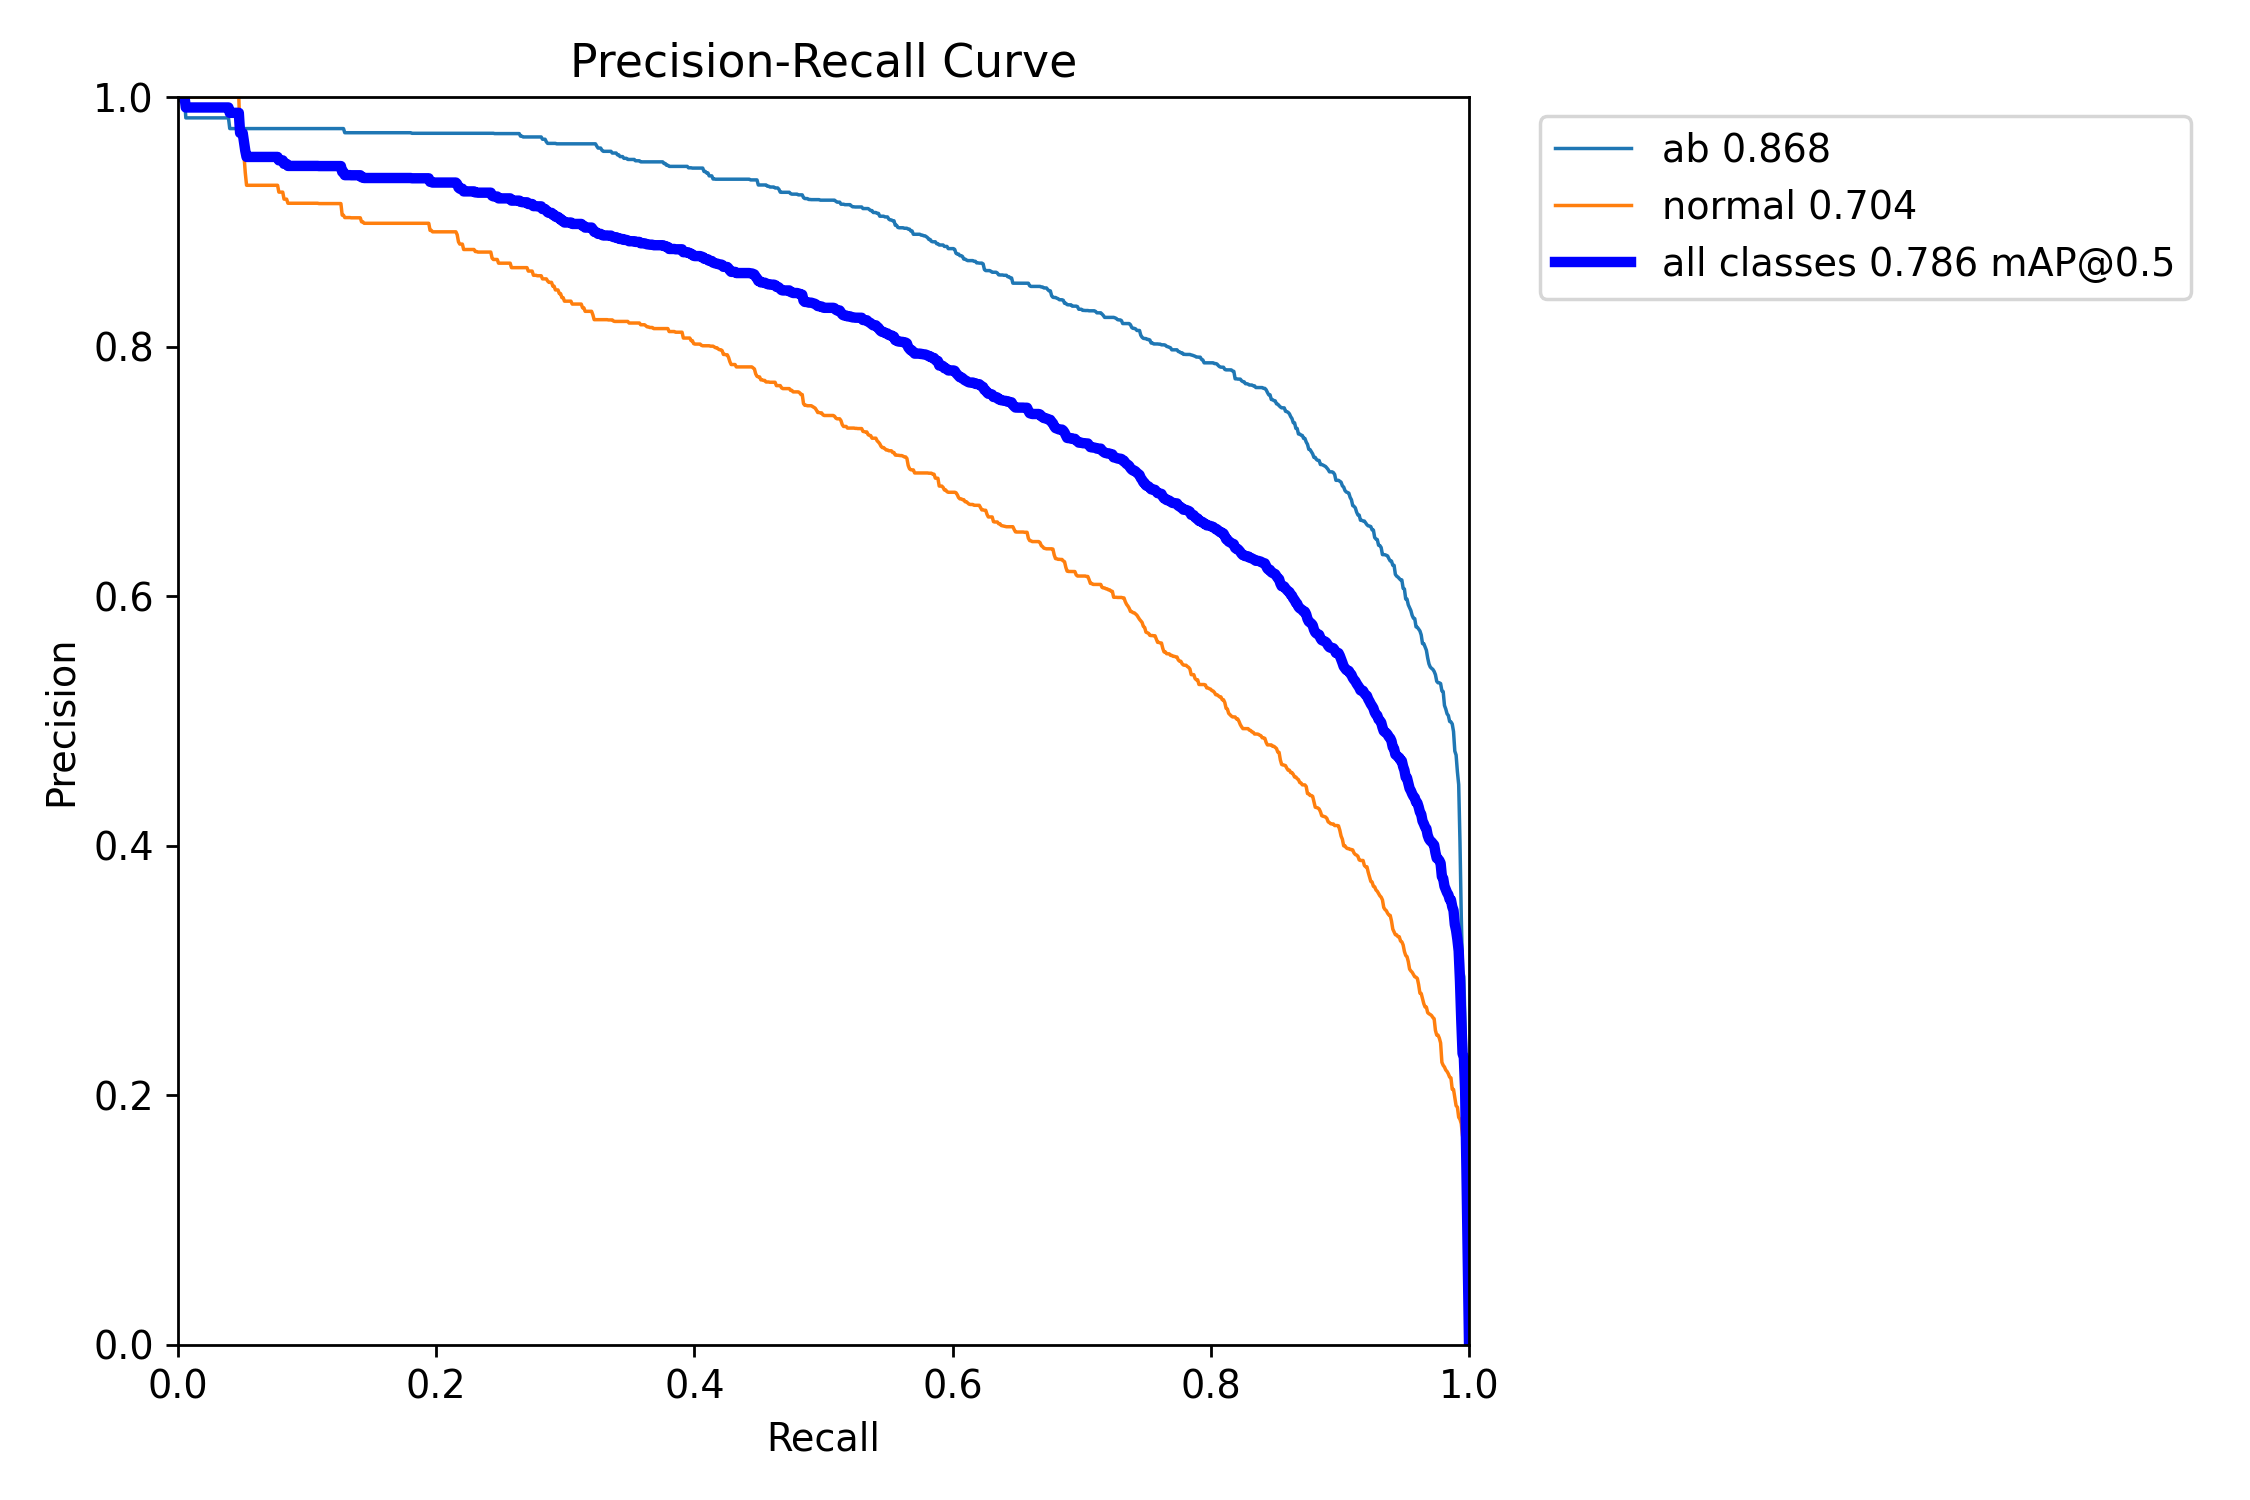 Precision-Recall Curve
ab 0.868
normal 0.704
all classes 0.786 mAP@0.5
Precision
1.0
0.8
0.6
0.4
0.2
0.0
0.0 0.2 0.4 0.6 0.8 1.0
Recall